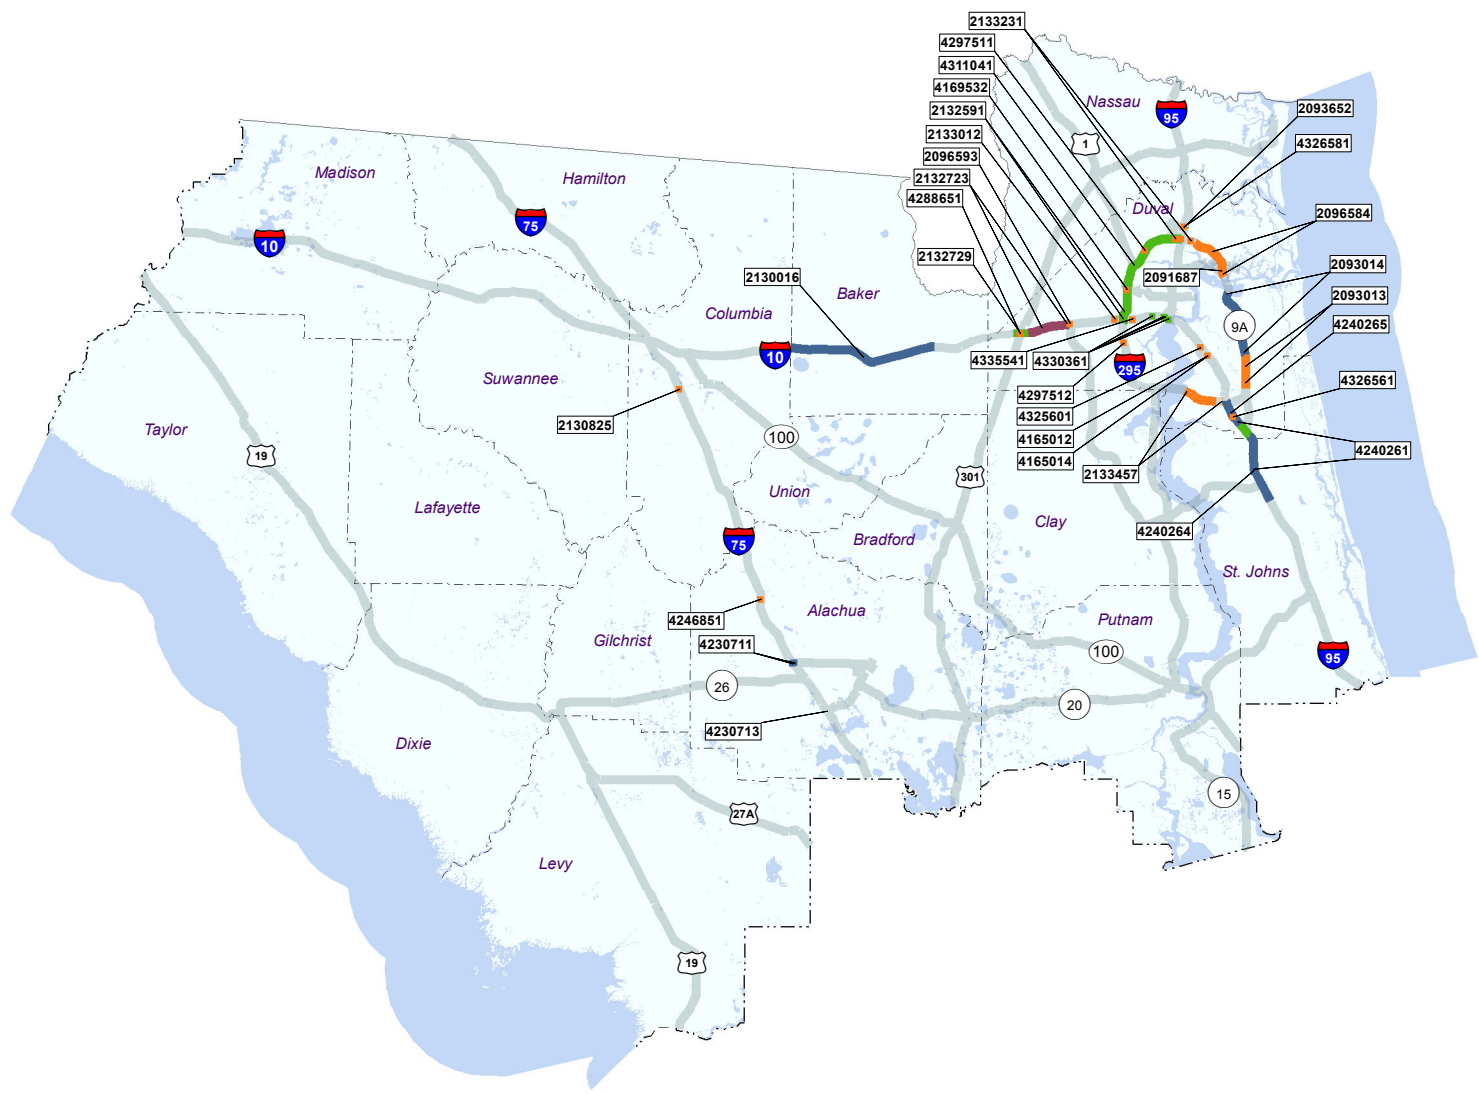 2133231
4297511
4311041
4169532
2132591
2133012
2096593
2132723
4288651
2132729
Nassau
95
1
2093652
4326581
Madison
Hamilton
Duval
2096584
75
10
2091687
2093014
2130016
Baker
Columbia
2093013
9A
4240265
10
4335541
4330361
295
Suwannee
4297512
4326561
4325601
2130825
Taylor
100
4165012
4240261
19
4165014
2133457
301
Union
Lafayette
Clay
4240264
75
Bradford
St. Johns
4246851
Alachua
Putnam
Gilchrist
4230711
100
95
26
20
4230713
Dixie
15
27A
Levy
19